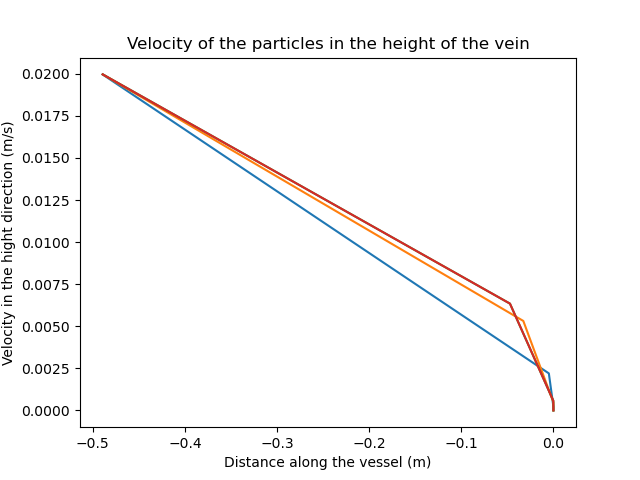 Velocity of the particles in the height of the vein
0.0200
0.0175
0.0150
0.0125
0.0100
0.0075
0.0050
0.0025
0.0000
Velocity in the hight direction (m/s)
−0.5 −0.4 −0.3 −0.2 −0.1 0.0
Distance along the vessel (m)